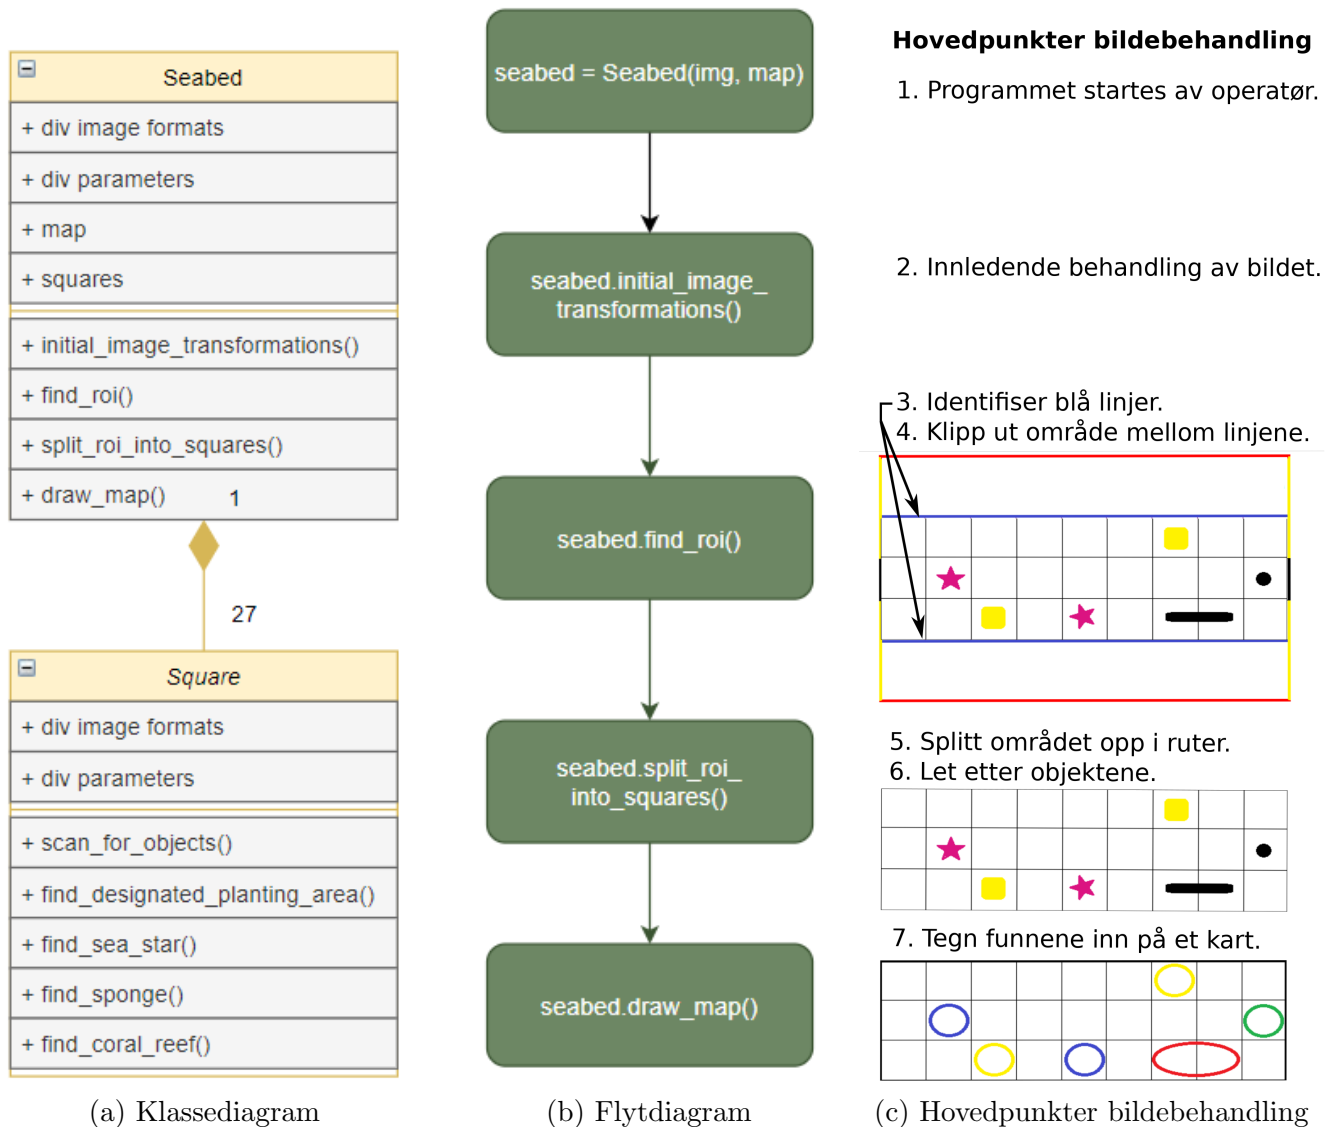 Seabed
+ div image formats
+ div parameters
+ map
+ squares
+ initial_image_transformations()
+ find_roi()
+ split_roi_into_squares()
+ draw_map()
1
27
Square
+ div image formats
+ div parameters
+ scan_for_objects()
+ find_designated_planting_area()
+ find_sea_star()
+ find_sponge()
+ find_coral_reef()
(a) Klassediagram
seabed = Seabed(img, map)
seabed.initial_image_
transformations()
seabed.find_roi()
seabed.split_roi_
into_squares()
seabed.draw_map()
(b) Flytdiagram
Hovedpunkter bildebehandling
1. Programmet startes av operatør.
2. Innledende behandling av bildet.
3. Identifiser blå linjer.
4. Klipp ut område mellom linjene.
5. Splitt området opp i ruter.
6. Let etter objektene.
7. Tegn funnene inn på et kart.
(c) Hovedpunkter bildebehandling